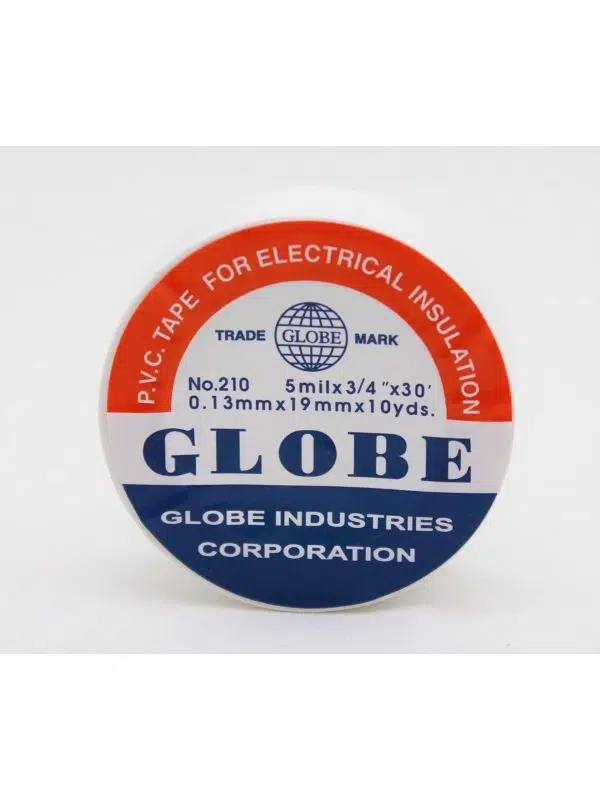 P.V.C. TAPE FOR ELECTRICAL INSULATION
TRADE GLOBE MARK
No.210 5milx3/4"x30'
0.13mmx19mmx10yds.
GLOBE
GLOBE INDUSTRIES
CORPORATION